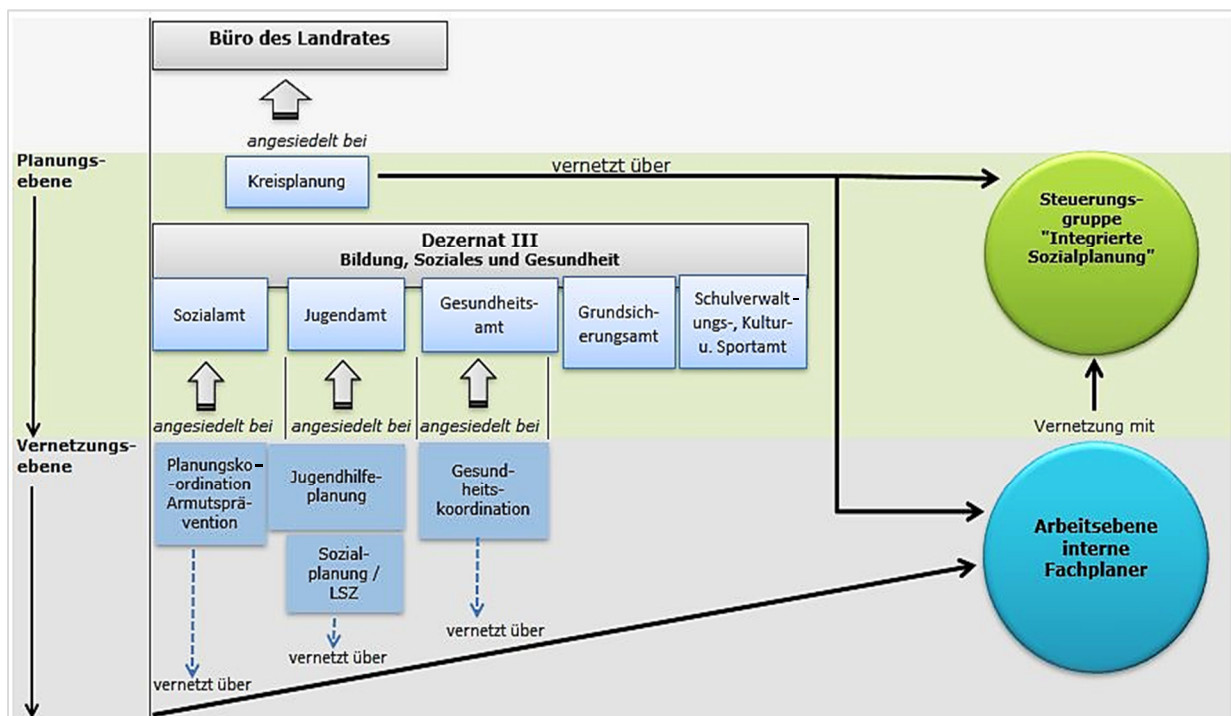 Büro des Landrates
angesiedelt bei
Planungs-
ebene
Kreisplanung
vernetzt über
Steuerungs-
gruppe
"Integrierte
Sozialplanung"
Dezernat III
Bildung, Soziales und Gesundheit
Sozialamt
Jugendamt
Gesundheits-
amt
Grundsich-
erungsamt
Schulverwalt-
ungs-, Kultur-
u. Sportamt
angesiedelt bei
angesiedelt bei
angesiedelt bei
Vernetzung mit
Vernetzungs-
ebene
Planungsko-
-ordination
Armutsprä-
vention
Jugendhilfe-
planung
Sozial-
planung /
LSZ
Gesund-
heits-
koordination
Arbeitsebene
interne
Fachplaner
vernetzt über
vernetzt über
vernetzt über